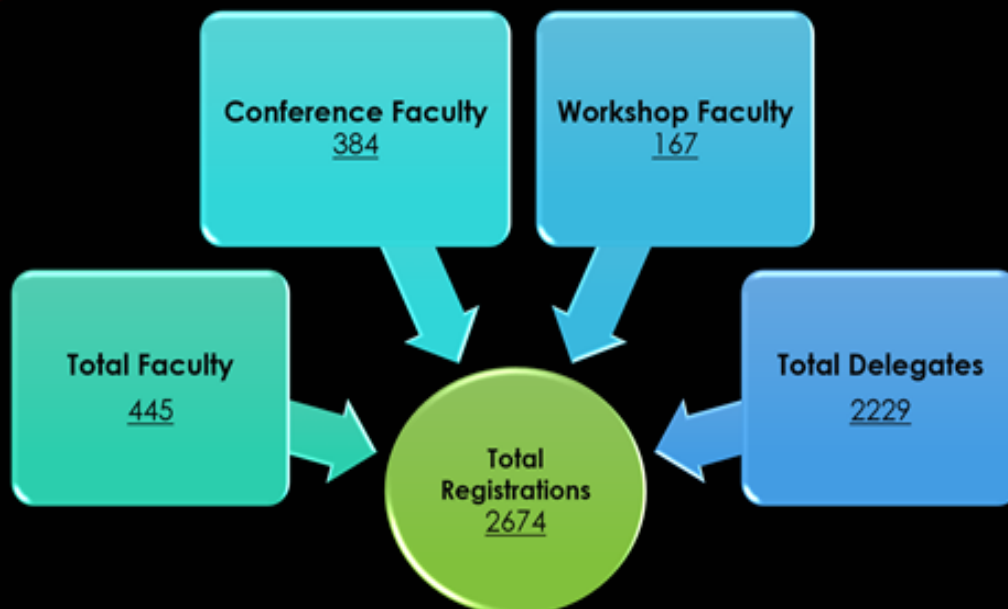 Conference Faculty
384
Workshop Faculty
167
Total Faculty
445
Total Delegates
2229
Total
Registrations
2674